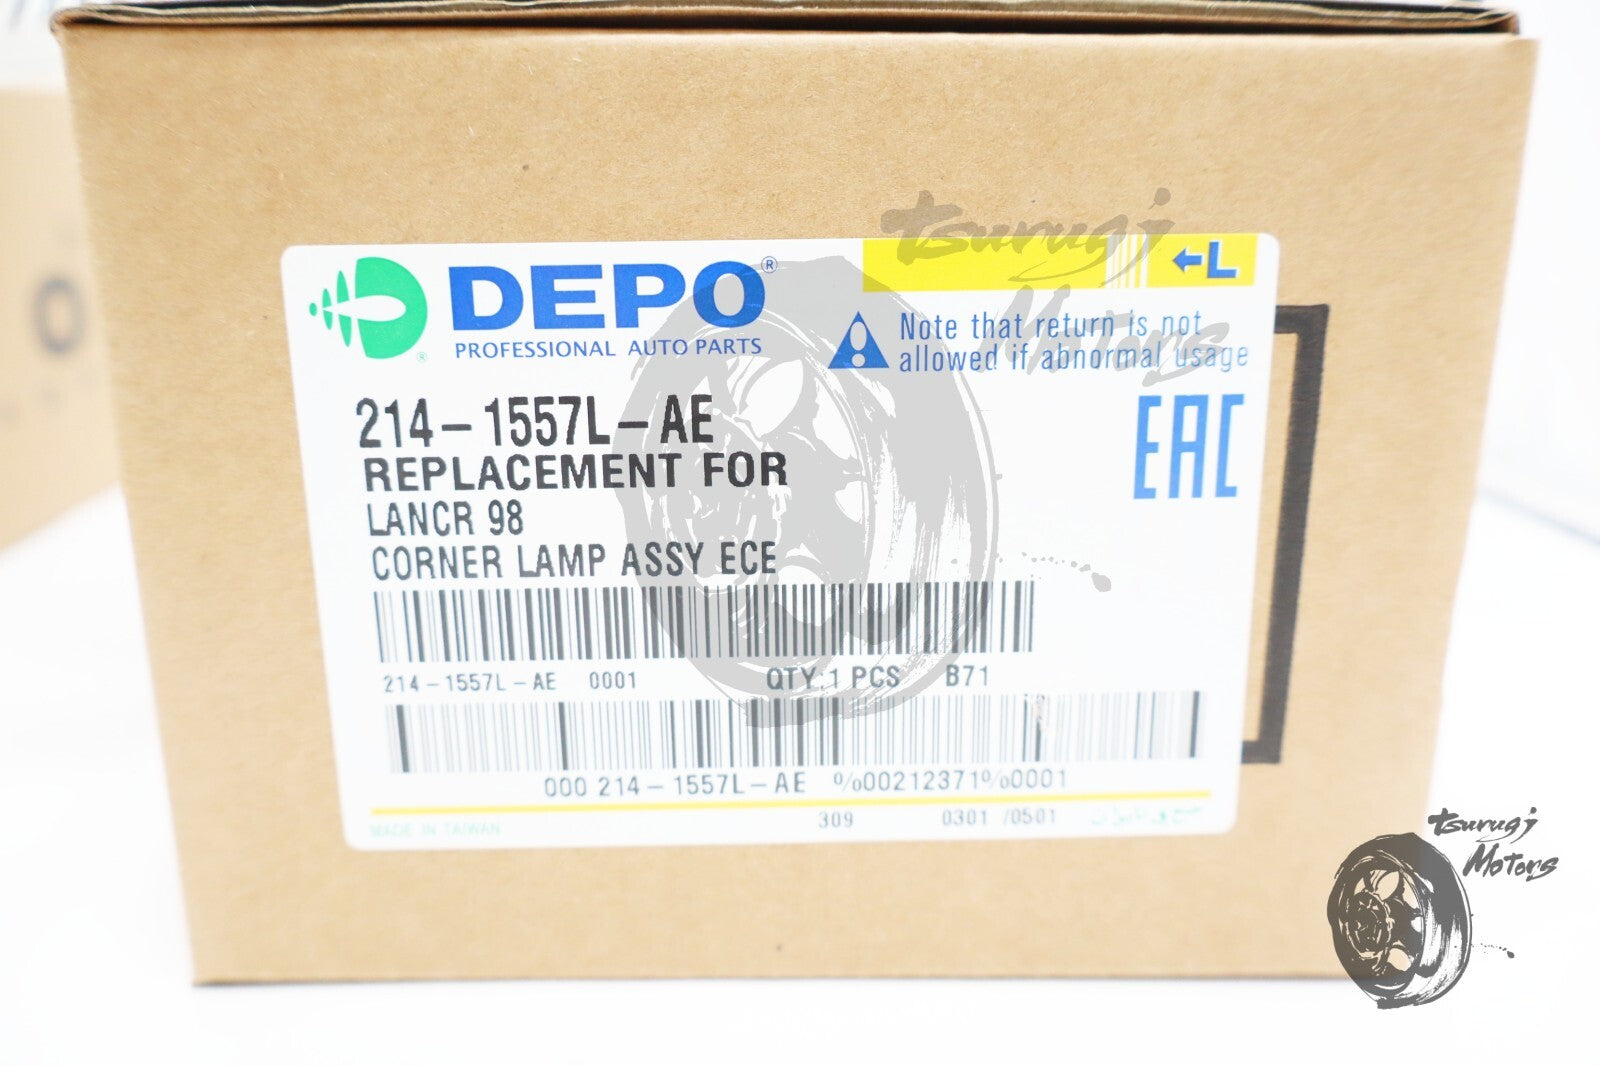 DEPO®
PROFESSIONAL AUTO PARTS
®
←L
Note that return is not
allowed if abnormal usage
214-1557L-AE
REPLACEMENT FOR
LANCR 98
CORNER LAMP ASSY ECE
EAC
214-1557L-AE 0001 QTY:1 PCS B71
000 214-1557L-AE %00212371%0001
MADE IN TAIWAN 309 0301 /0501
tsurugi
Motors
tsurugi
Motors